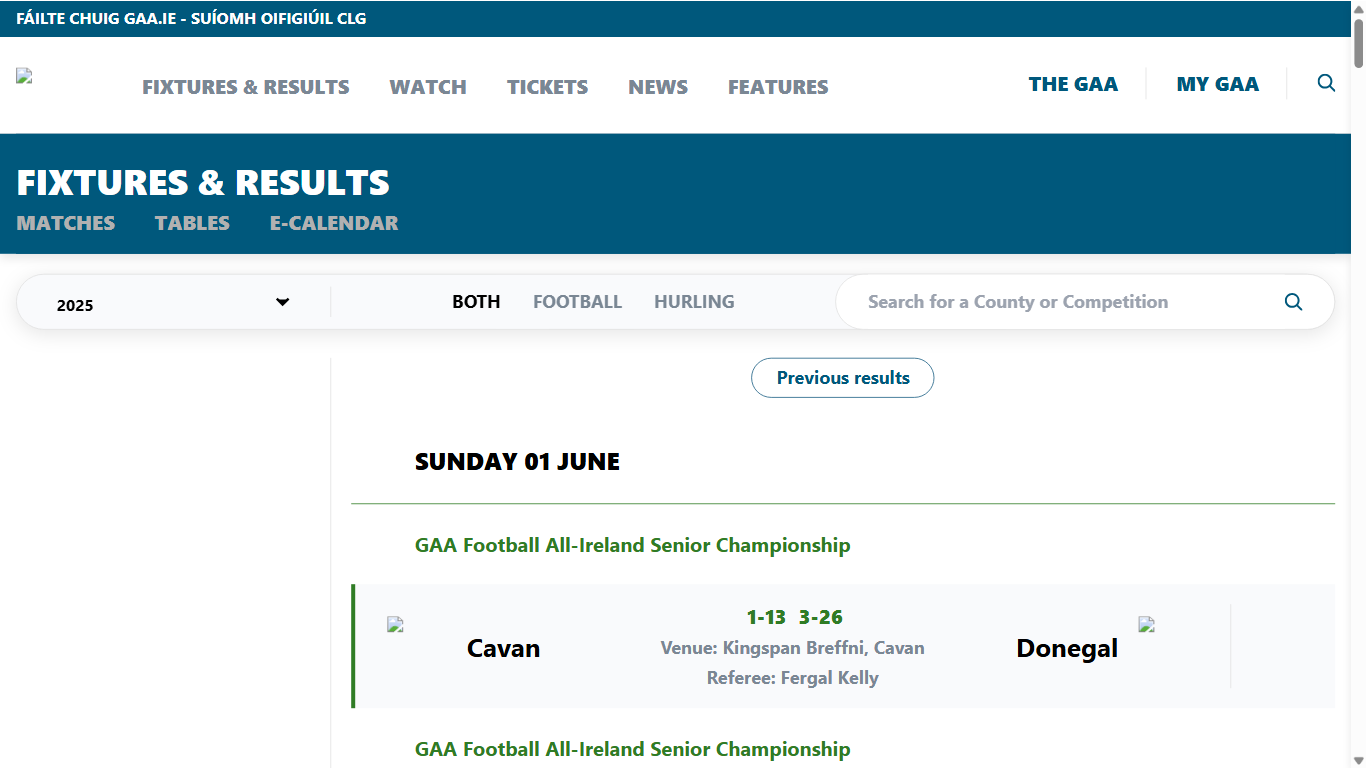 FÁILTE CHUIG GAA.IE - SUÍOMH OIFIGIÚIL CLG
FIXTURES & RESULTS WATCH TICKETS NEWS FEATURES THE GAA MY GAA
FIXTURES & RESULTS
MATCHES TABLES E-CALENDAR
2025 BOTH FOOTBALL HURLING Search for a County or Competition
Previous results
SUNDAY 01 JUNE
GAA Football All-Ireland Senior Championship
1-13 3-26
Cavan Venue: Kingspan Breffni, Cavan Donegal
Referee: Fergal Kelly
GAA Football All-Ireland Senior Championship